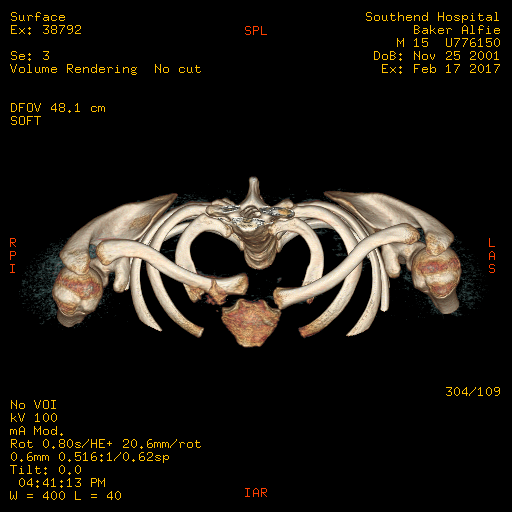 Surface
Ex: 38792
Se: 3
Volume Rendering No cut
DFOV 48.1 cm
SOFT
SPL
Southend Hospital
Baker Alfie
M 15 U776150
DoB: Nov 25 2001
Ex: Feb 17 2017
R
P
I
L
A
S
304/109
No VOI
kV 100
mA Mod.
Rot 0.80s/HE+ 20.6mm/rot
0.6mm 0.516:1/0.62sp
Tilt: 0.0
04:41:13 PM
W = 400 L = 40
IAR